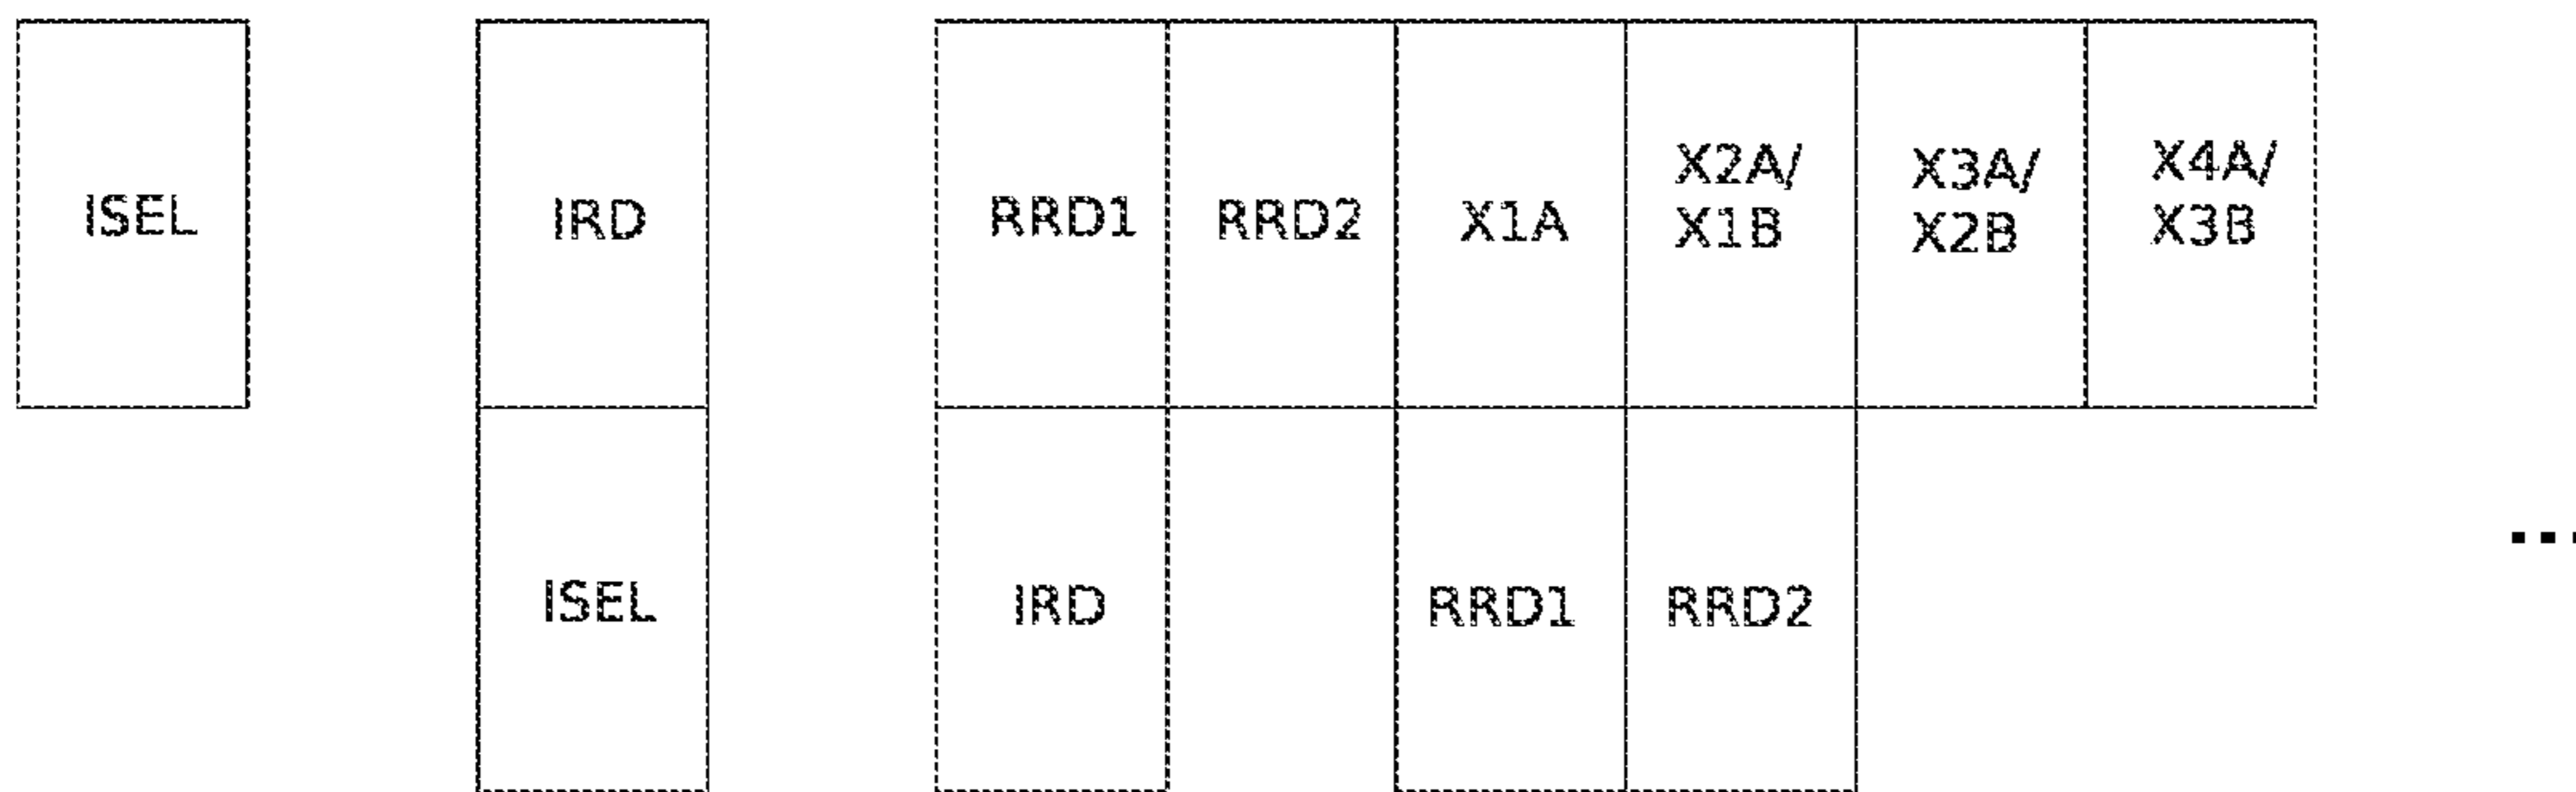 ISEL
IRD
RRD1
RRD2
X1A
X2A/
X1B
X3A/
X2B
X4A/
X3B
ISEL
IRD
RRD1
RRD2
...